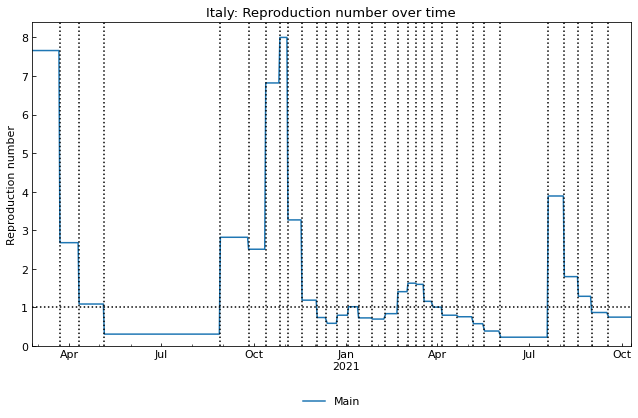 Italy: Reproduction number over time
Reproduction number
8
7
6
5
4
3
2
1
0
Apr
Jul
Oct
Jan
2021
Apr
Jul
Oct
Main